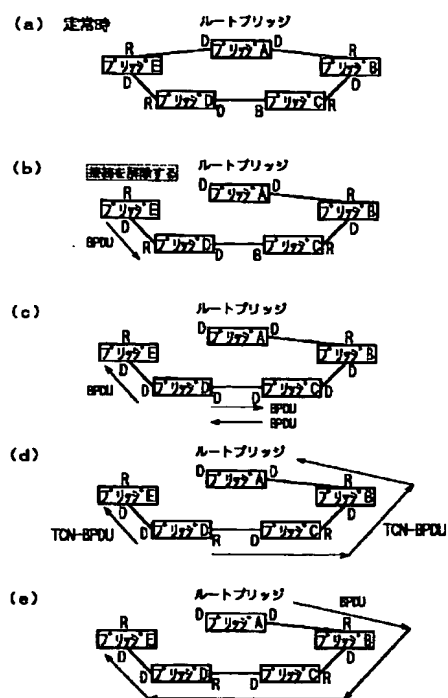 (a) 定常時
ルートブリッジ
D ブリッジA D
R R
ブリッジE ブリッジB
D D
R ブリッジD D B ブリッジC R
(b) 接続を解除する ルートブリッジ
D ブリッジA D
R R
ブリッジE ブリッジB
D D
BPDU
R ブリッジD D B ブリッジC R
(c) ルートブリッジ
D ブリッジA D
R R
ブリッジE ブリッジB
D D
BPDU
D ブリッジD D D ブリッジC D
BPDU
BPDU
(d) ルートブリッジ
D ブリッジA D
R R
ブリッジE ブリッジB
D D
TCN-BPDU D ブリッジD R D ブリッジC R TCN-BPDU
(e) ルートブリッジ
BPDU
D ブリッジA D
R R
ブリッジE ブリッジB
D D
D ブリッジD R D ブリッジC R